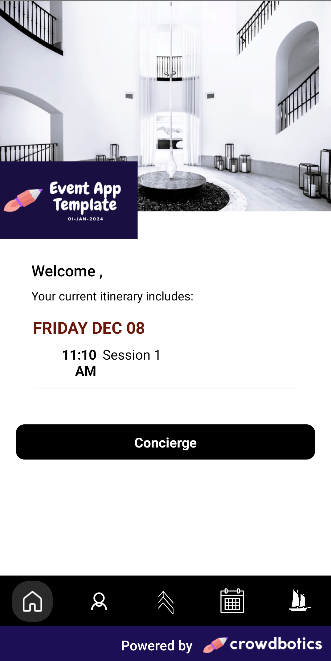 Event App
Template
01-JAN-2024
Welcome ,
Your current itinerary includes:
FRIDAY DEC 08
11:10 Session 1
AM
Concierge
Powered by crowdbotics